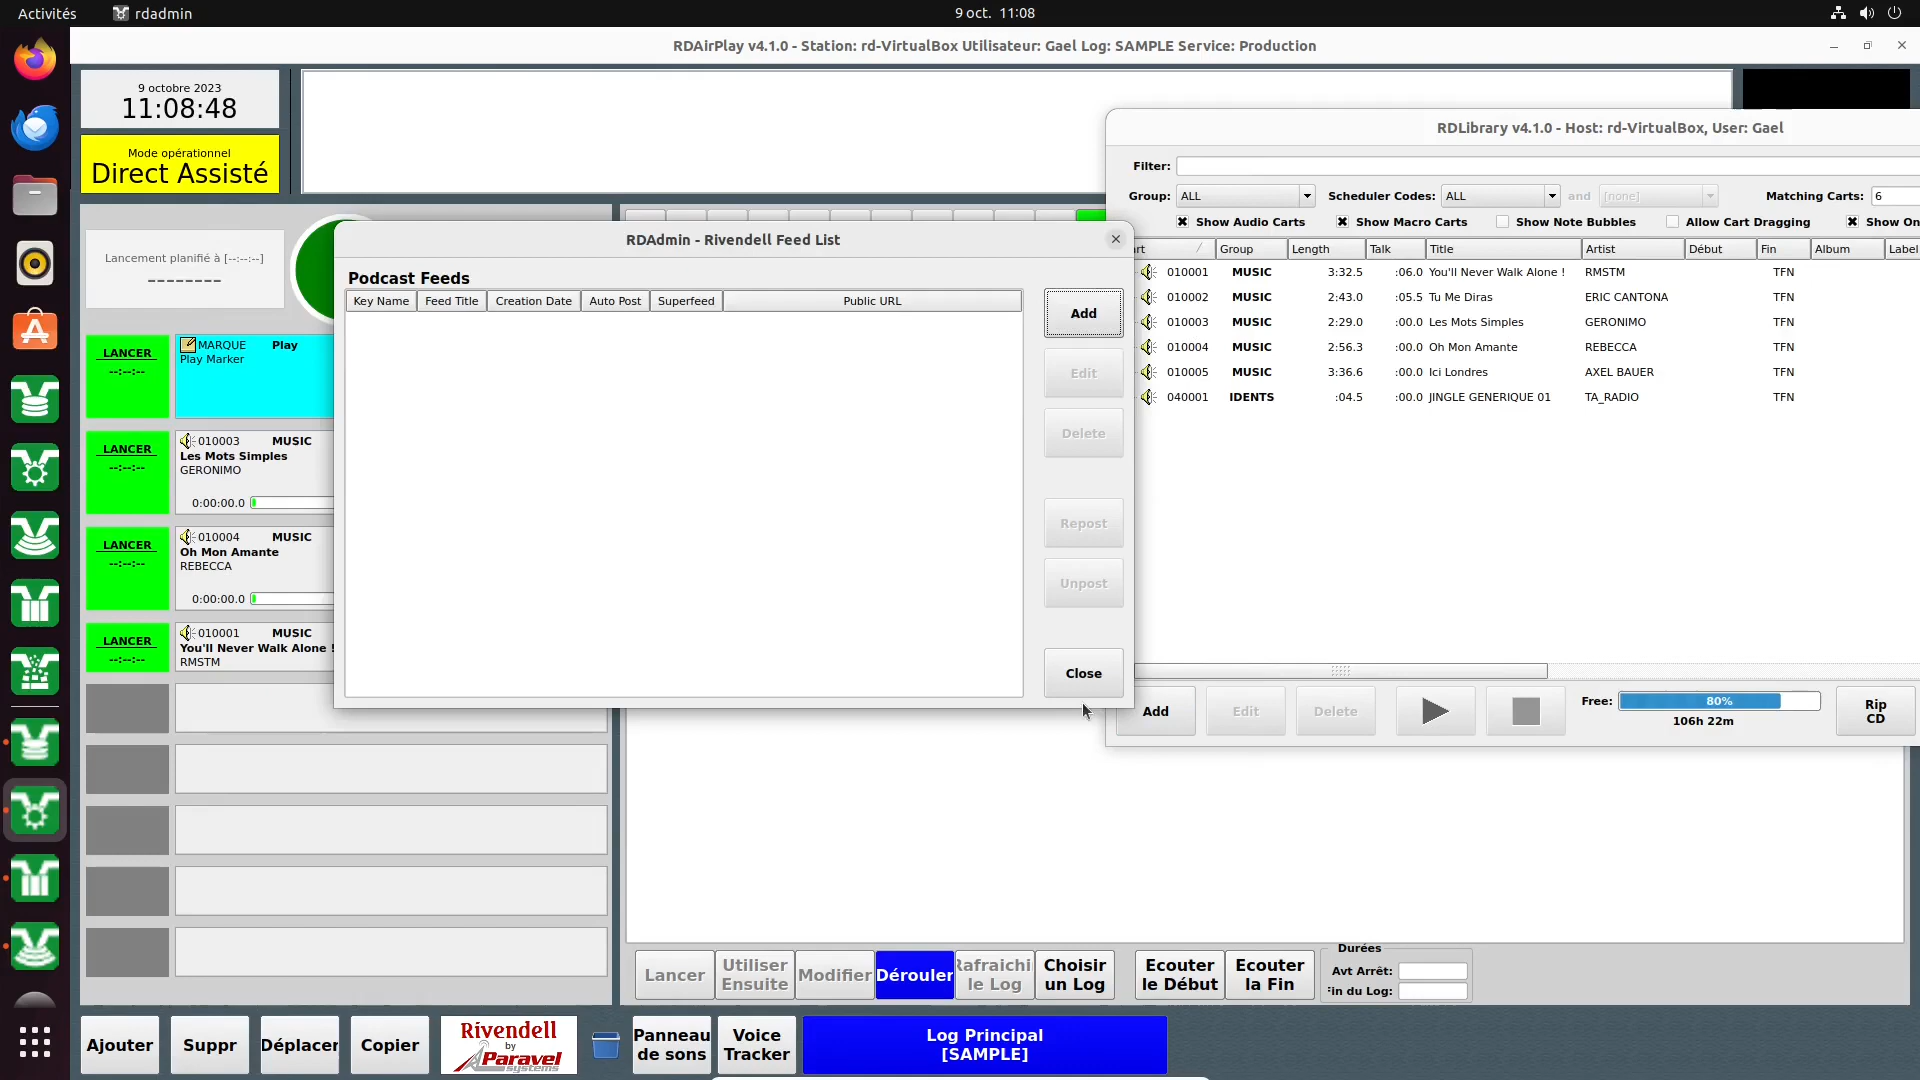 Activités
rdadmin
9 oct. 11:08
RDAirPlay v4.1.0 - Station: rd-VirtualBox Utilisateur: Gael Log: SAMPLE Service: Production
9 octobre 2023
11:08:48
Mode opérationnel
Direct Assisté
Lancement planifié à [--:--:--]
--------
LANCER
--:--:--
MARQUE Play
Play Marker
LANCER
--:--:--
010003 MUSIC
Les Mots Simples
GERONIMO
0:00:00.0
LANCER
--:--:--
010004 MUSIC
Oh Mon Amante
REBECCA
0:00:00.0
LANCER
--:--:--
010001 MUSIC
You'll Never Walk Alone !
RMSTM
RDAdmin - Rivendell Feed List
Podcast Feeds
Key Name Feed Title Creation Date Auto Post Superfeed Public URL
Add
Edit
Delete
Repost
Unpost
Close
RDLibrary v4.1.0 - Host: rd-VirtualBox, User: Gael
Filter:
Group: ALL Scheduler Codes: ALL and [none] Matching Carts: 6
Show Audio Carts Show Macro Carts Show Note Bubbles Allow Cart Dragging Show On
rt Group Length Talk Title Artist Début Fin Album Label
010001 MUSIC 3:32.5 :06.0 You'll Never Walk Alone ! RMSTM TFN
010002 MUSIC 2:43.0 :05.5 Tu Me Diras ERIC CANTONA TFN
010003 MUSIC 2:29.0 :00.0 Les Mots Simples GERONIMO TFN
010004 MUSIC 2:56.3 :00.0 Oh Mon Amante REBECCA TFN
010005 MUSIC 3:36.6 :00.0 Ici Londres AXEL BAUER TFN
040001 IDENTS :04.5 :00.0 JINGLE GENERIQUE 01 TA_RADIO TFN
Add
Edit
Delete
Free: 80%
106h 22m
Rip
CD
Lancer
Utiliser
Ensuite
Modifier
Dérouler
Rafraichi
le Log
Choisir
un Log
Ecouter
le Début
Ecouter
la Fin
Durées
Avt Arrêt:
Fin du Log:
Ajouter
Suppr
Déplacer
Copier
Rivendell
by
Paravel
systems
Panneau
de sons
Voice
Tracker
Log Principal
[SAMPLE]